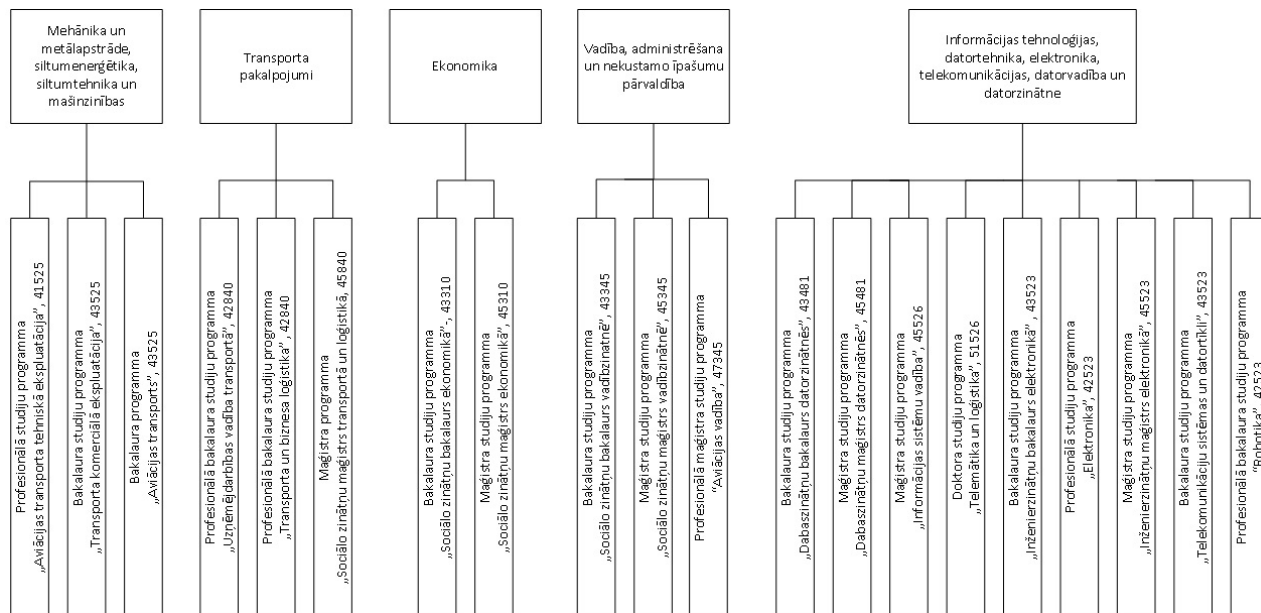 Mehānika un
metālapstrāde,
siltumenerģētika,
siltumtehnika un
mašīnzinības
Transporta
pakalpojumi
Ekonomika
Vadība, administrēšana
un nekustamo īpašumu
pārvaldība
Informācijas tehnoloģijas,
datortehnika, elektronika,
telekomunikācijas, datorvadība un
datorzinātne
Profesionālā studiju programma
„Aviācijas transporta tehniskā ekspluatācija”, 41525
Bakalaura studiju programma
„Transporta komerciālā ekspluatācija”, 43525
Bakalaura programma
„Aviācijas transports”, 43525
Profesionālā bakalaura studiju programma
„Uzņēmējdarbības vadība transportā”, 42840
Profesionālā bakalaura studiju programma
„Transporta un biznesa loģistika”, 42840
Maģistra programma
„Sociālo zinātņu maģistrs transportā un loģistikā, 45840
Bakalaura studiju programma
„Sociālo zinātņu bakalaurs ekonomikā”-, 43310
Maģistra studiju programma
„Sociālo zinātņu maģistrs ekonomikā”, 45310
Bakalaura studiju programma
„Sociālo zinātņu bakalaurs vadībzinatnē”, 43345
Maģistra studiju programma
„Sociālo zinātņu maģistrs vadībzinātnē”, 45345
Profesionālā maģistra studiju programma
“Aviācijas vadība”, 47345
Bakalaura studiju programma
„Dabaszinātņu bakalaurs datorzinātnēs”, 43481
Maģistra studiju programma
„Dabaszinātņu maģistrs datorzinātnēs”, 45481
Maģistra studiju programma
„Informācijas sistēmu vadība”, 45526
Doktora studiju programma
„Telemātika un loģistika”, 51526
Bakalaura studiju programma
„Inženierzinātņu bakalaurs elektronikā”, 43523
Profesionālā studiju programma
„Elektronika”, 42523
Maģistra studiju programma
„Inženierzinātņu maģistrs elektronikā”, 45523
Bakalaura studiju programma
„Telekomunikāciju sistēmas un datortīkli”, 43523
Profesionālā bakalaura studiju programma
“Robotika”, 42523